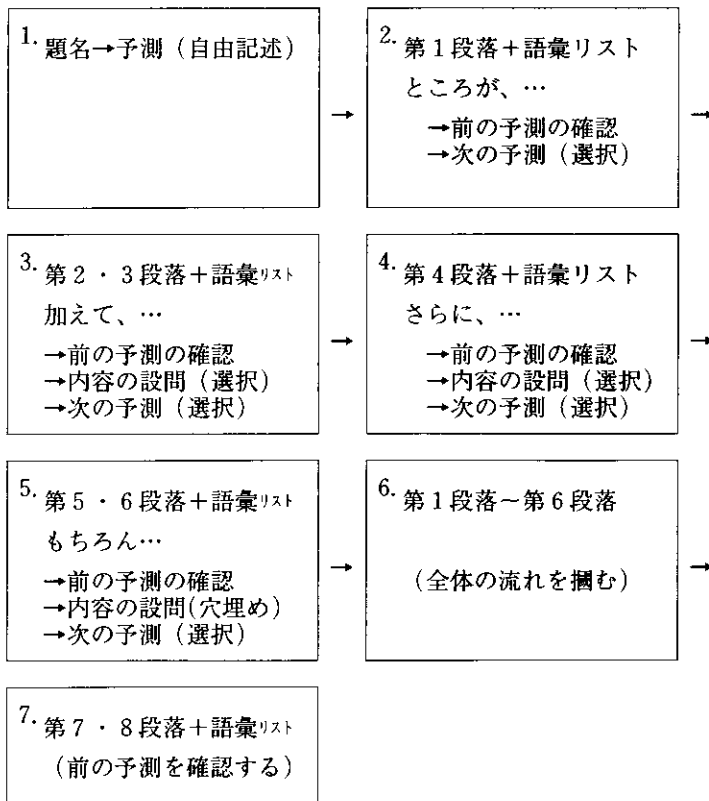 1. 題名→予測（自由記述）
→
2. 第1段落＋語彙リスト
ところが、…
→前の予測の確認
→次の予測（選択）
→
3. 第2・3段落＋語彙リスト
加えて、…
→前の予測の確認
→内容の設問（選択）
→次の予測（選択）
→
4. 第4段落＋語彙リスト
さらに、…
→前の予測の確認
→内容の設問（選択）
→次の予測（選択）
→
5. 第5・6段落＋語彙リスト
もちろん…
→前の予測の確認
→内容の設問(穴埋め）
→次の予測（選択）
→
6. 第1段落～第6段落
（全体の流れを摑む）
→
7. 第7・8段落＋語彙リスト
（前の予測を確認する）